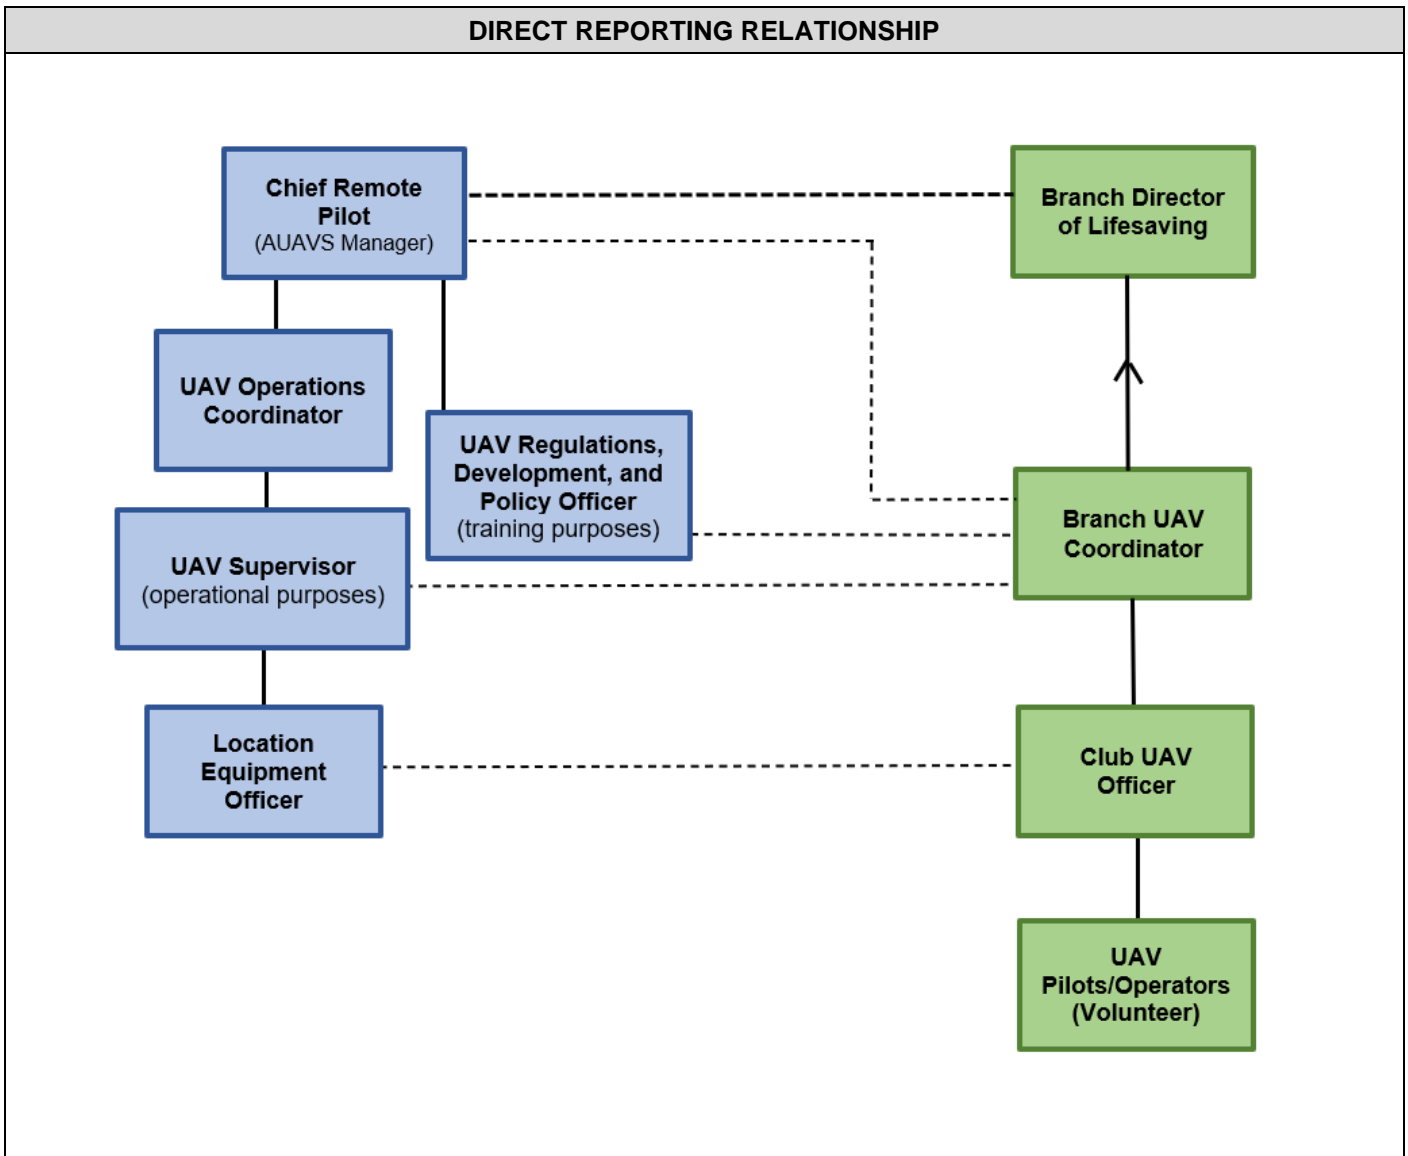 DIRECT REPORTING RELATIONSHIP
Chief Remote
Pilot
(AUAVS Manager)
Branch Director
of Lifesaving
UAV Operations
Coordinator
UAV Regulations,
Development, and
Policy Officer
(training purposes)
Branch UAV
Coordinator
UAV Supervisor
(operational purposes)
Location
Equipment
Officer
Club UAV
Officer
UAV
Pilots/Operators
(Volunteer)